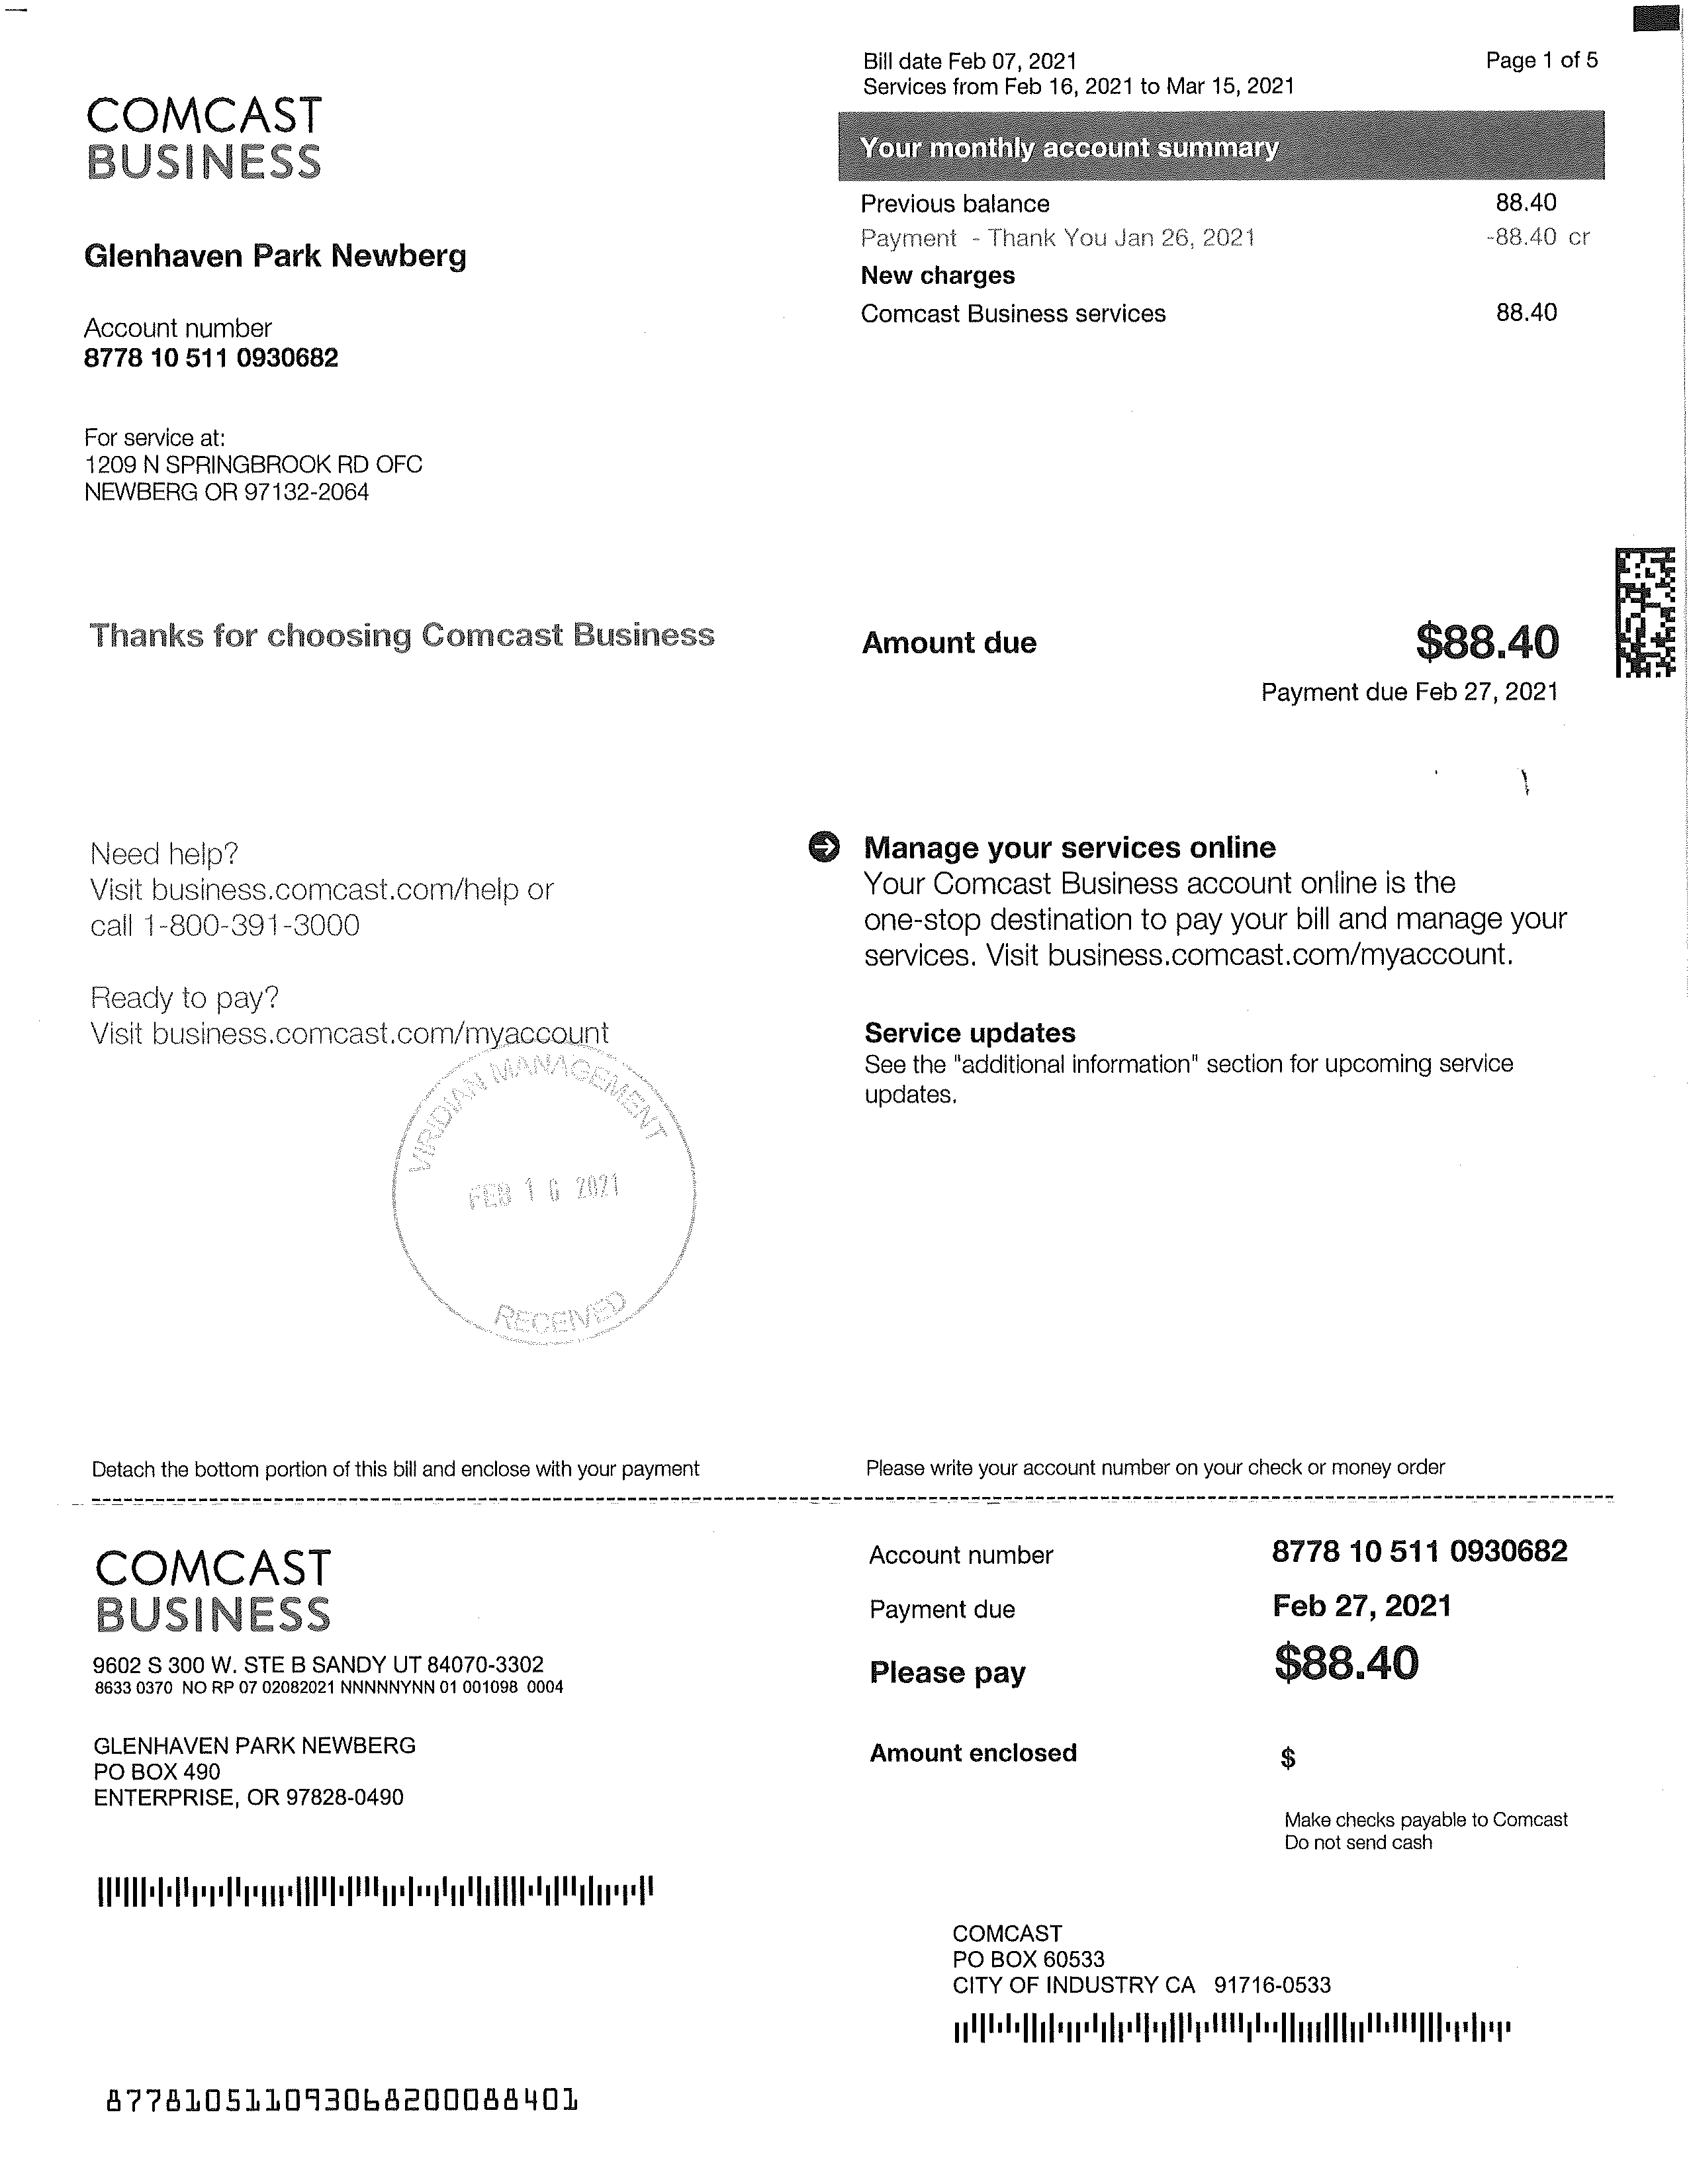 Bill date Feb 07, 2021
Page 1 of 5
Services from Feb 16, 2021 to Mar 15, 2021
COMCAST
BUSINESS
Your monthly account summary
Previous balance 88.40
Payment - Thank You Jan 26, 2021 -88.40 cr
New charges
Comcast Business services 88.40
Glenhaven Park Newberg
Account number
8778 10 511 0930682
For service at:
1209 N SPRINGBROOK RD OFC
NEWBERG OR 97132-2064
Thanks for choosing Comcast Business
Amount due $88.40
Payment due Feb 27, 2021
Need help?
Visit business.comcast.com/help or
call 1-800-391-3000
Ready to pay?
Visit business.comcast.com/myaccount
Manage your services online
Your Comcast Business account online is the
one-stop destination to pay your bill and manage your
services. Visit business.comcast.com/myaccount.
Service updates
See the "additional information" section for upcoming service
updates.
VIRIDIAN MANAGEMENT
FEB 16 2021
RECEIVED
Detach the bottom portion of this bill and enclose with your payment
Please write your account number on your check or money order
COMCAST
BUSINESS
9602 S 300 W. STE B SANDY UT 84070-3302
8633 0370 NO RP 07 02082021 NNNNNYNN 01 001098 0004
GLENHAVEN PARK NEWBERG
PO BOX 490
ENTERPRISE, OR 97828-0490
Account number 8778 10 511 0930682
Payment due Feb 27, 2021
Please pay $88.40
Amount enclosed $
Make checks payable to Comcast
Do not send cash
COMCAST
PO BOX 60533
CITY OF INDUSTRY CA 91716-0533
877810511093068200088401